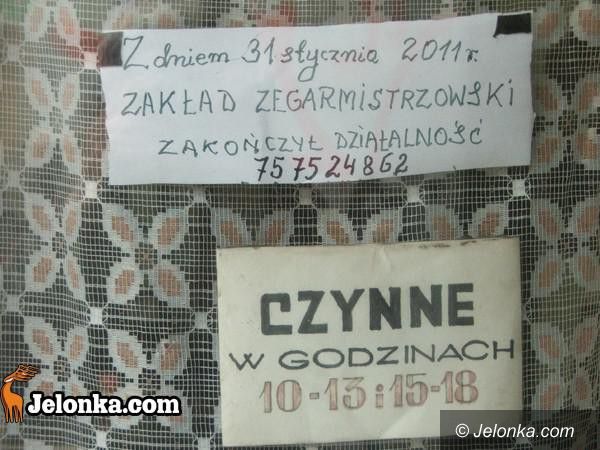 Z dniem 31 stycznia 2011 r.
ZAKŁAD ZEGARMISTRZOWSKI
ZAKOŃCZYŁ DZIAŁALNOŚĆ
757524862
CZYNNE
W GODZINACH
10-13 i 15-18
Jelonka.com
© Jelonka.com